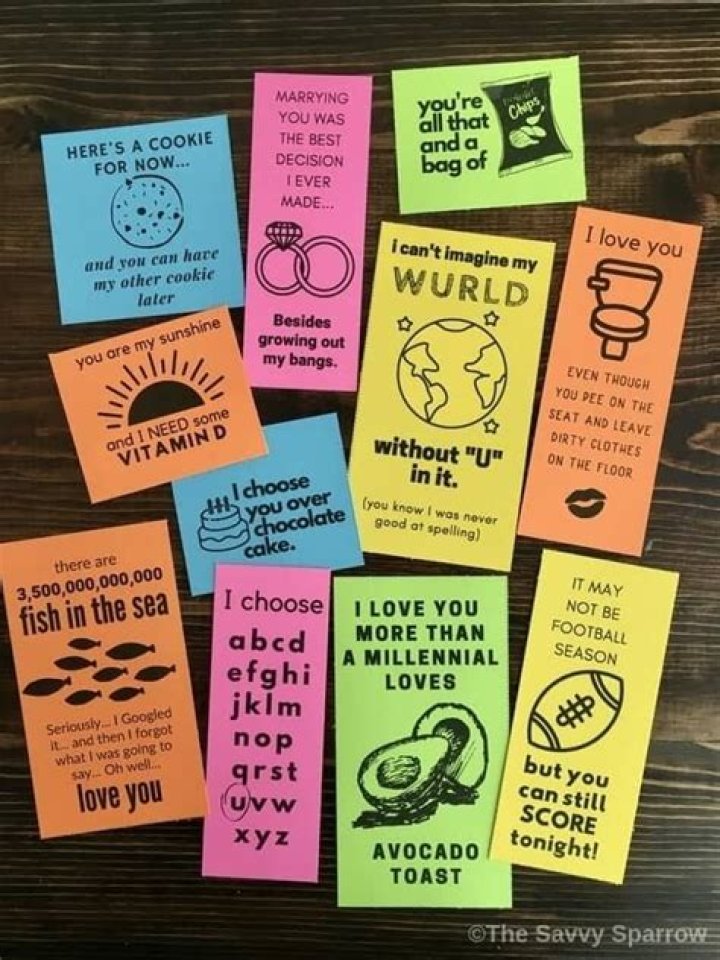 HERE'S A COOKIE
FOR NOW...
and you can have
my other cookie
later
MARRYING
YOU WAS
THE BEST
DECISION
I EVER
MADE...
Besides
growing out
my bangs.
you're
all that
and a
bag of
Chips
i can't imagine my
WURLD
without "U"
in it.
(you know I was never
good at spelling)
I love you
EVEN THOUGH
YOU PEE ON THE
SEAT AND LEAVE
DIRTY CLOTHES
ON THE FLOOR
you are my sunshine
and I NEED some
VITAMIN D
I choose
you over
chocolate
cake.
there are
3,500,000,000,000
fish in the sea
Seriously... I Googled
it... and then I forgot
what I was going to
say... Oh well...
love you
I choose
abcd
efghi
jklm
nop
qrst
uvw
xyz
I LOVE YOU
MORE THAN
A MILLENNIAL
LOVES
AVOCADO
TOAST
IT MAY
NOT BE
FOOTBALL
SEASON
but you
can still
SCORE
tonight!
©The Savvy Sparrow